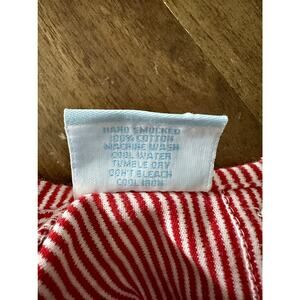 HAND SMOCKED
100% COTTON
MACHINE WASH
COOL WATER
TUMBLE DRY
DON'T BLEACH
COOL IRON